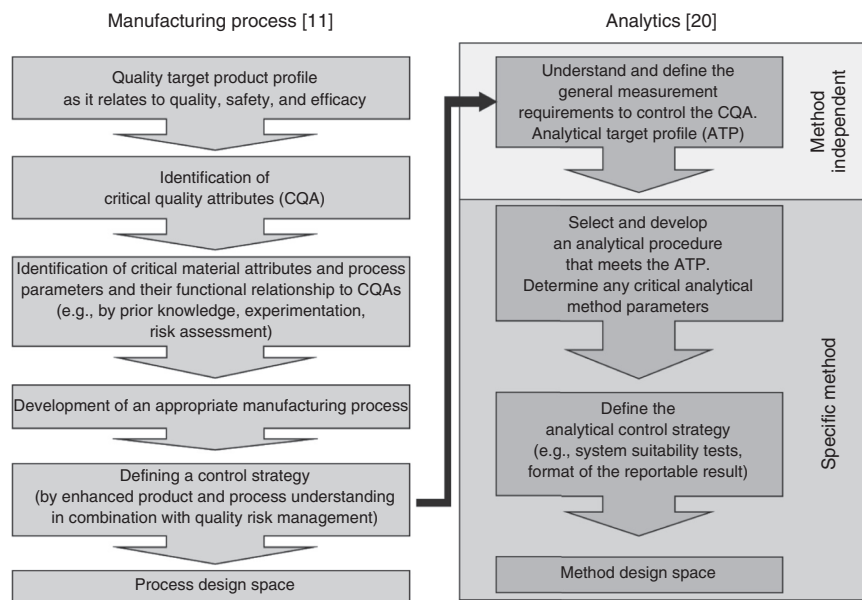 Manufacturing process [11]
Quality target product profile
as it relates to quality, safety, and efficacy
Identification of
critical quality attributes (CQA)
Identification of critical material attributes and process
parameters and their functional relationship to CQAs
(e.g., by prior knowledge, experimentation,
risk assessment)
Development of an appropriate manufacturing process
Defining a control strategy
(by enhanced product and process understanding
in combination with quality risk management)
Process design space
Analytics [20]
Understand and define the
general measurement
requirements to control the CQA.
Analytical target profile (ATP)
Method
independent
Select and develop
an analytical procedure
that meets the ATP.
Determine any critical analytical
method parameters
Define the
analytical control strategy
(e.g., system suitability tests,
format of the reportable result)
Method design space
Specific method